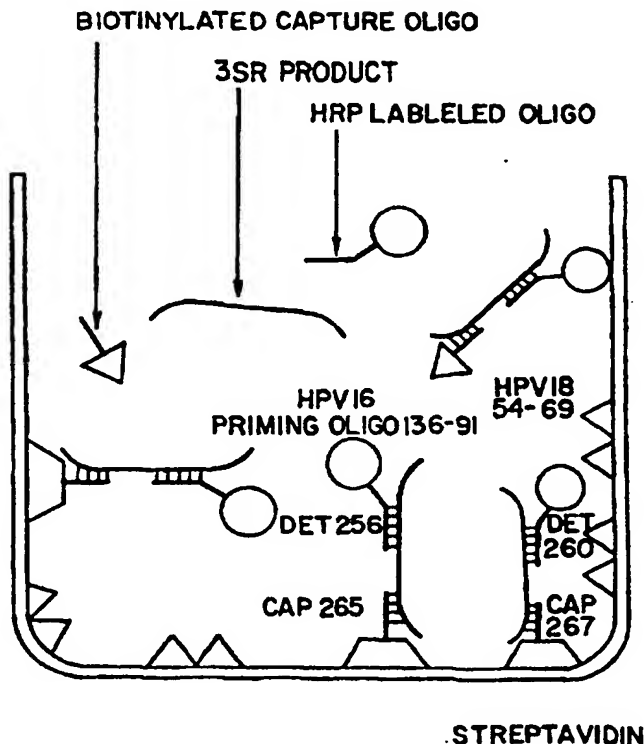 BIOTINYLATED CAPTURE OLIGO
3SR PRODUCT
HRP LABLELED OLIGO
HPV16
PRIMING OLIGO 136-91
HPV18
54-69
DET 256
DET
260
CAP 265
CAP
267
.STREPTAVIDIN